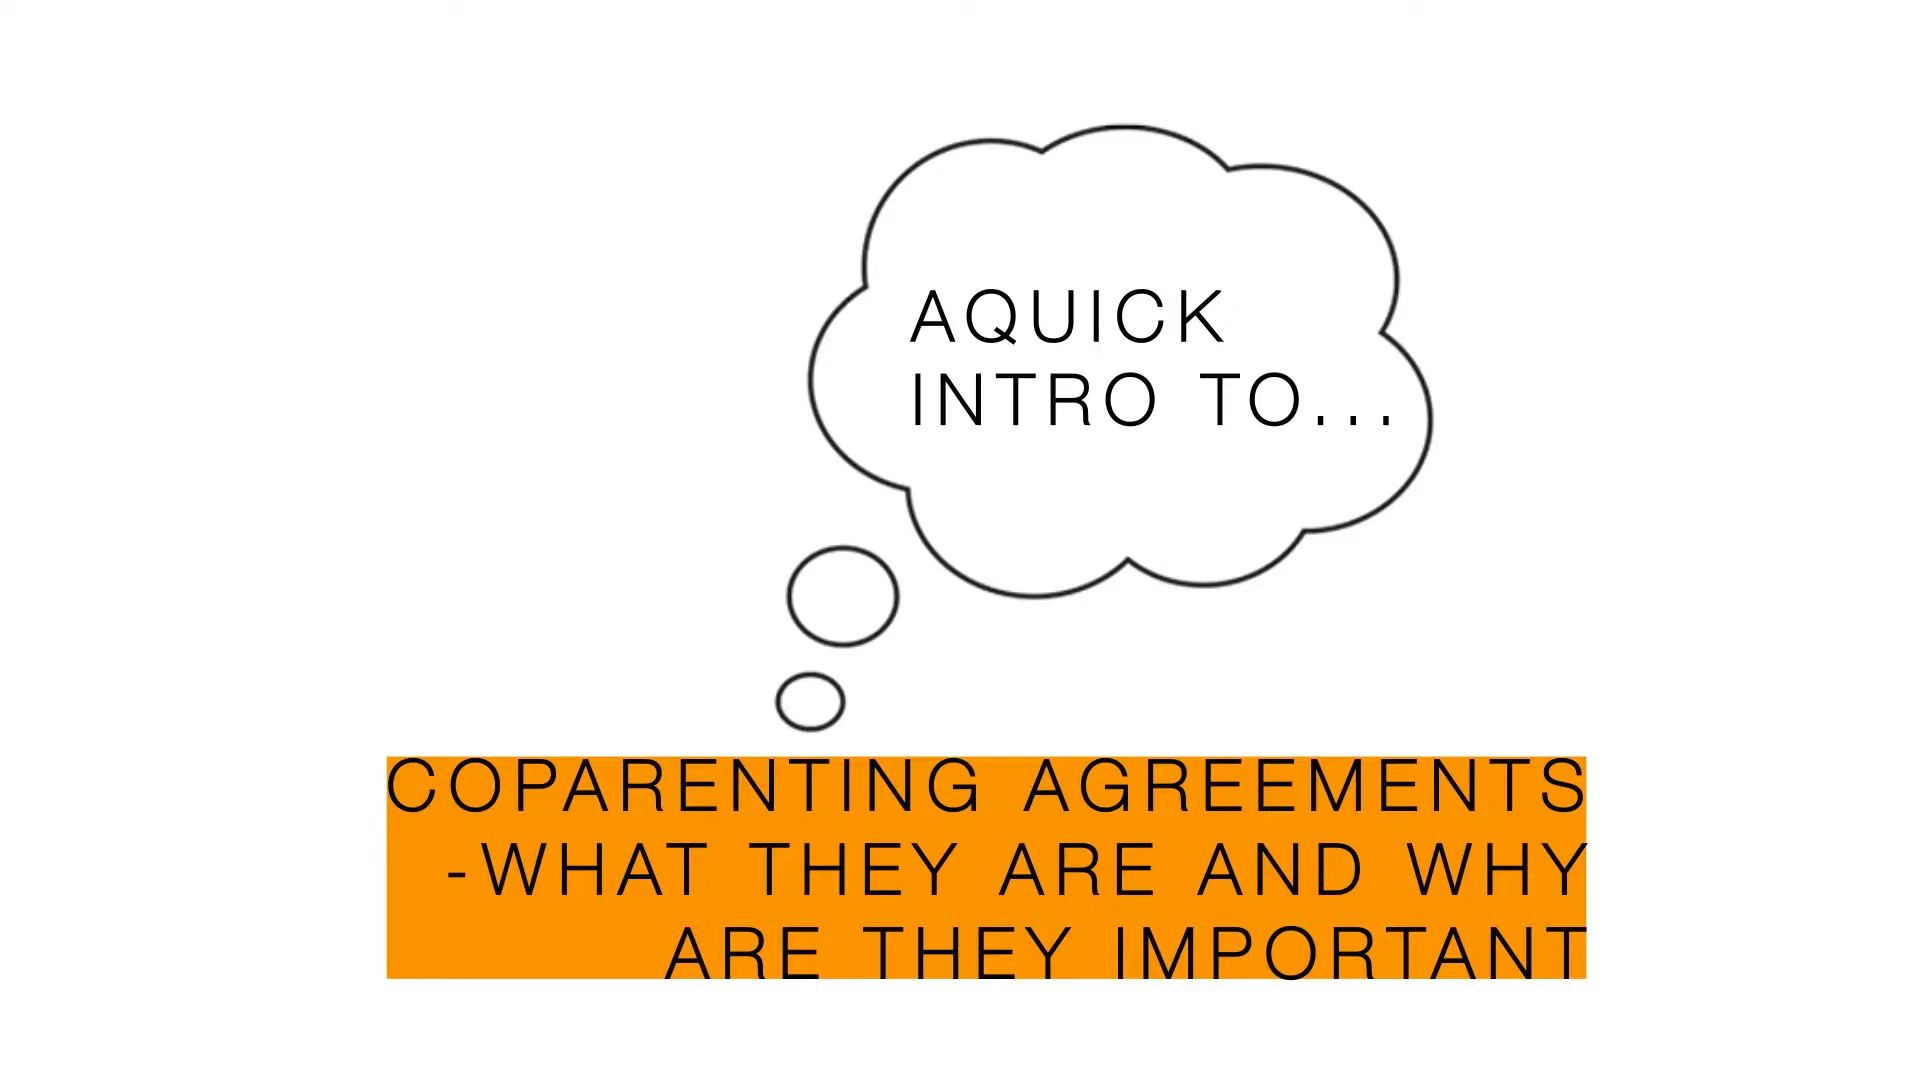 AQUICK
INTRO TO...
COPARENTING AGREEMENTS
-WHAT THEY ARE AND WHY
ARE THEY IMPORTANT